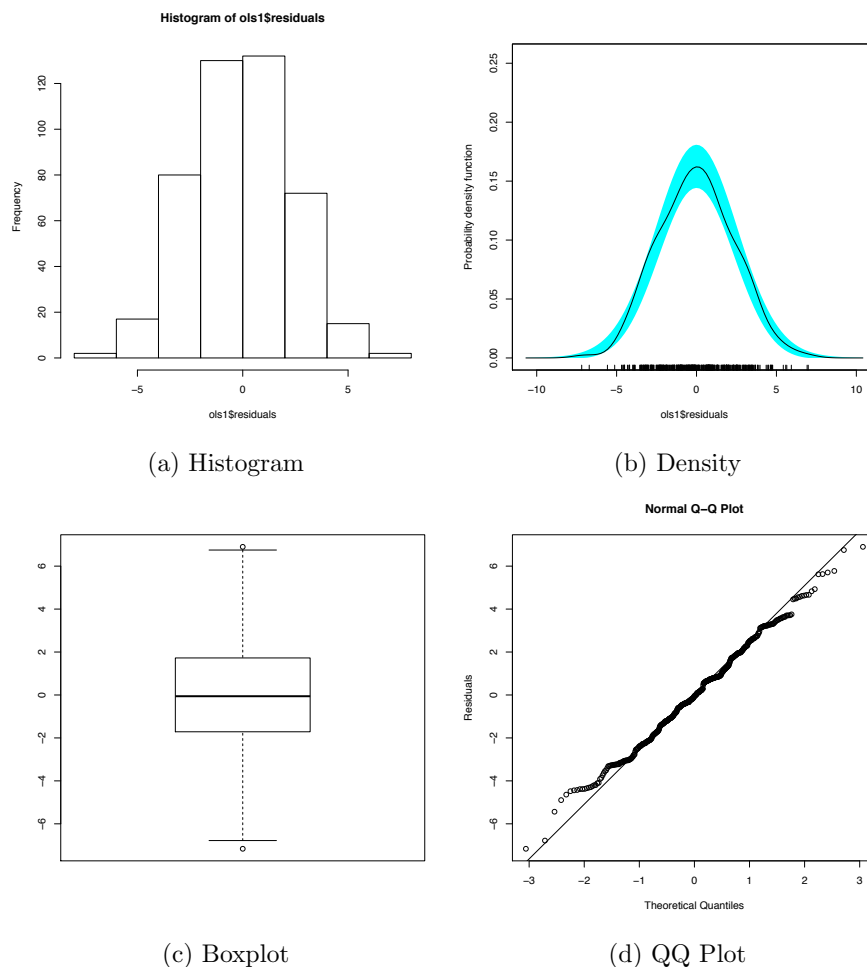 Histogram of ols1$residuals
Frequency
0 20 40 60 80 100 120
−5 0 5
ols1$residuals
(a) Histogram
Probability density function
0.00 0.05 0.10 0.15 0.20 0.25
−10 −5 0 5 10
ols1$residuals
(b) Density
−6 −4 −2 0 2 4 6
(c) Boxplot
Normal Q−Q Plot
Residuals
−6 −4 −2 0 2 4 6
−3 −2 −1 0 1 2 3
Theoretical Quantiles
(d) QQ Plot